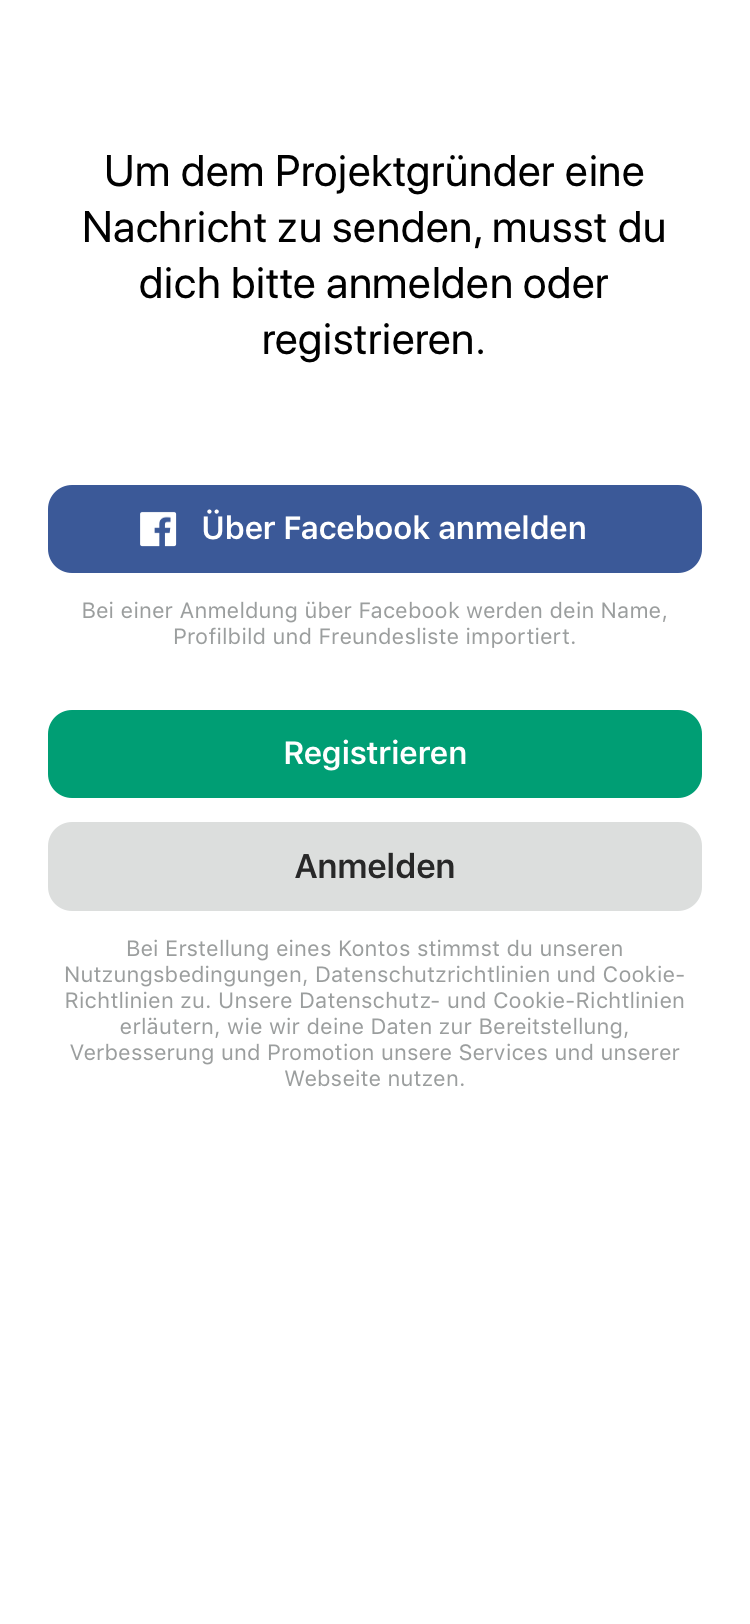 Um dem Projektgründer eine
Nachricht zu senden, musst du
dich bitte anmelden oder
registrieren.
Über Facebook anmelden
Bei einer Anmeldung über Facebook werden dein Name,
Profilbild und Freundesliste importiert.
Registrieren
Anmelden
Bei Erstellung eines Kontos stimmst du unseren
Nutzungsbedingungen, Datenschutzrichtlinien und Cookie-
Richtlinien zu. Unsere Datenschutz- und Cookie-Richtlinien
erläutern, wie wir deine Daten zur Bereitstellung,
Verbesserung und Promotion unsere Services und unserer
Webseite nutzen.